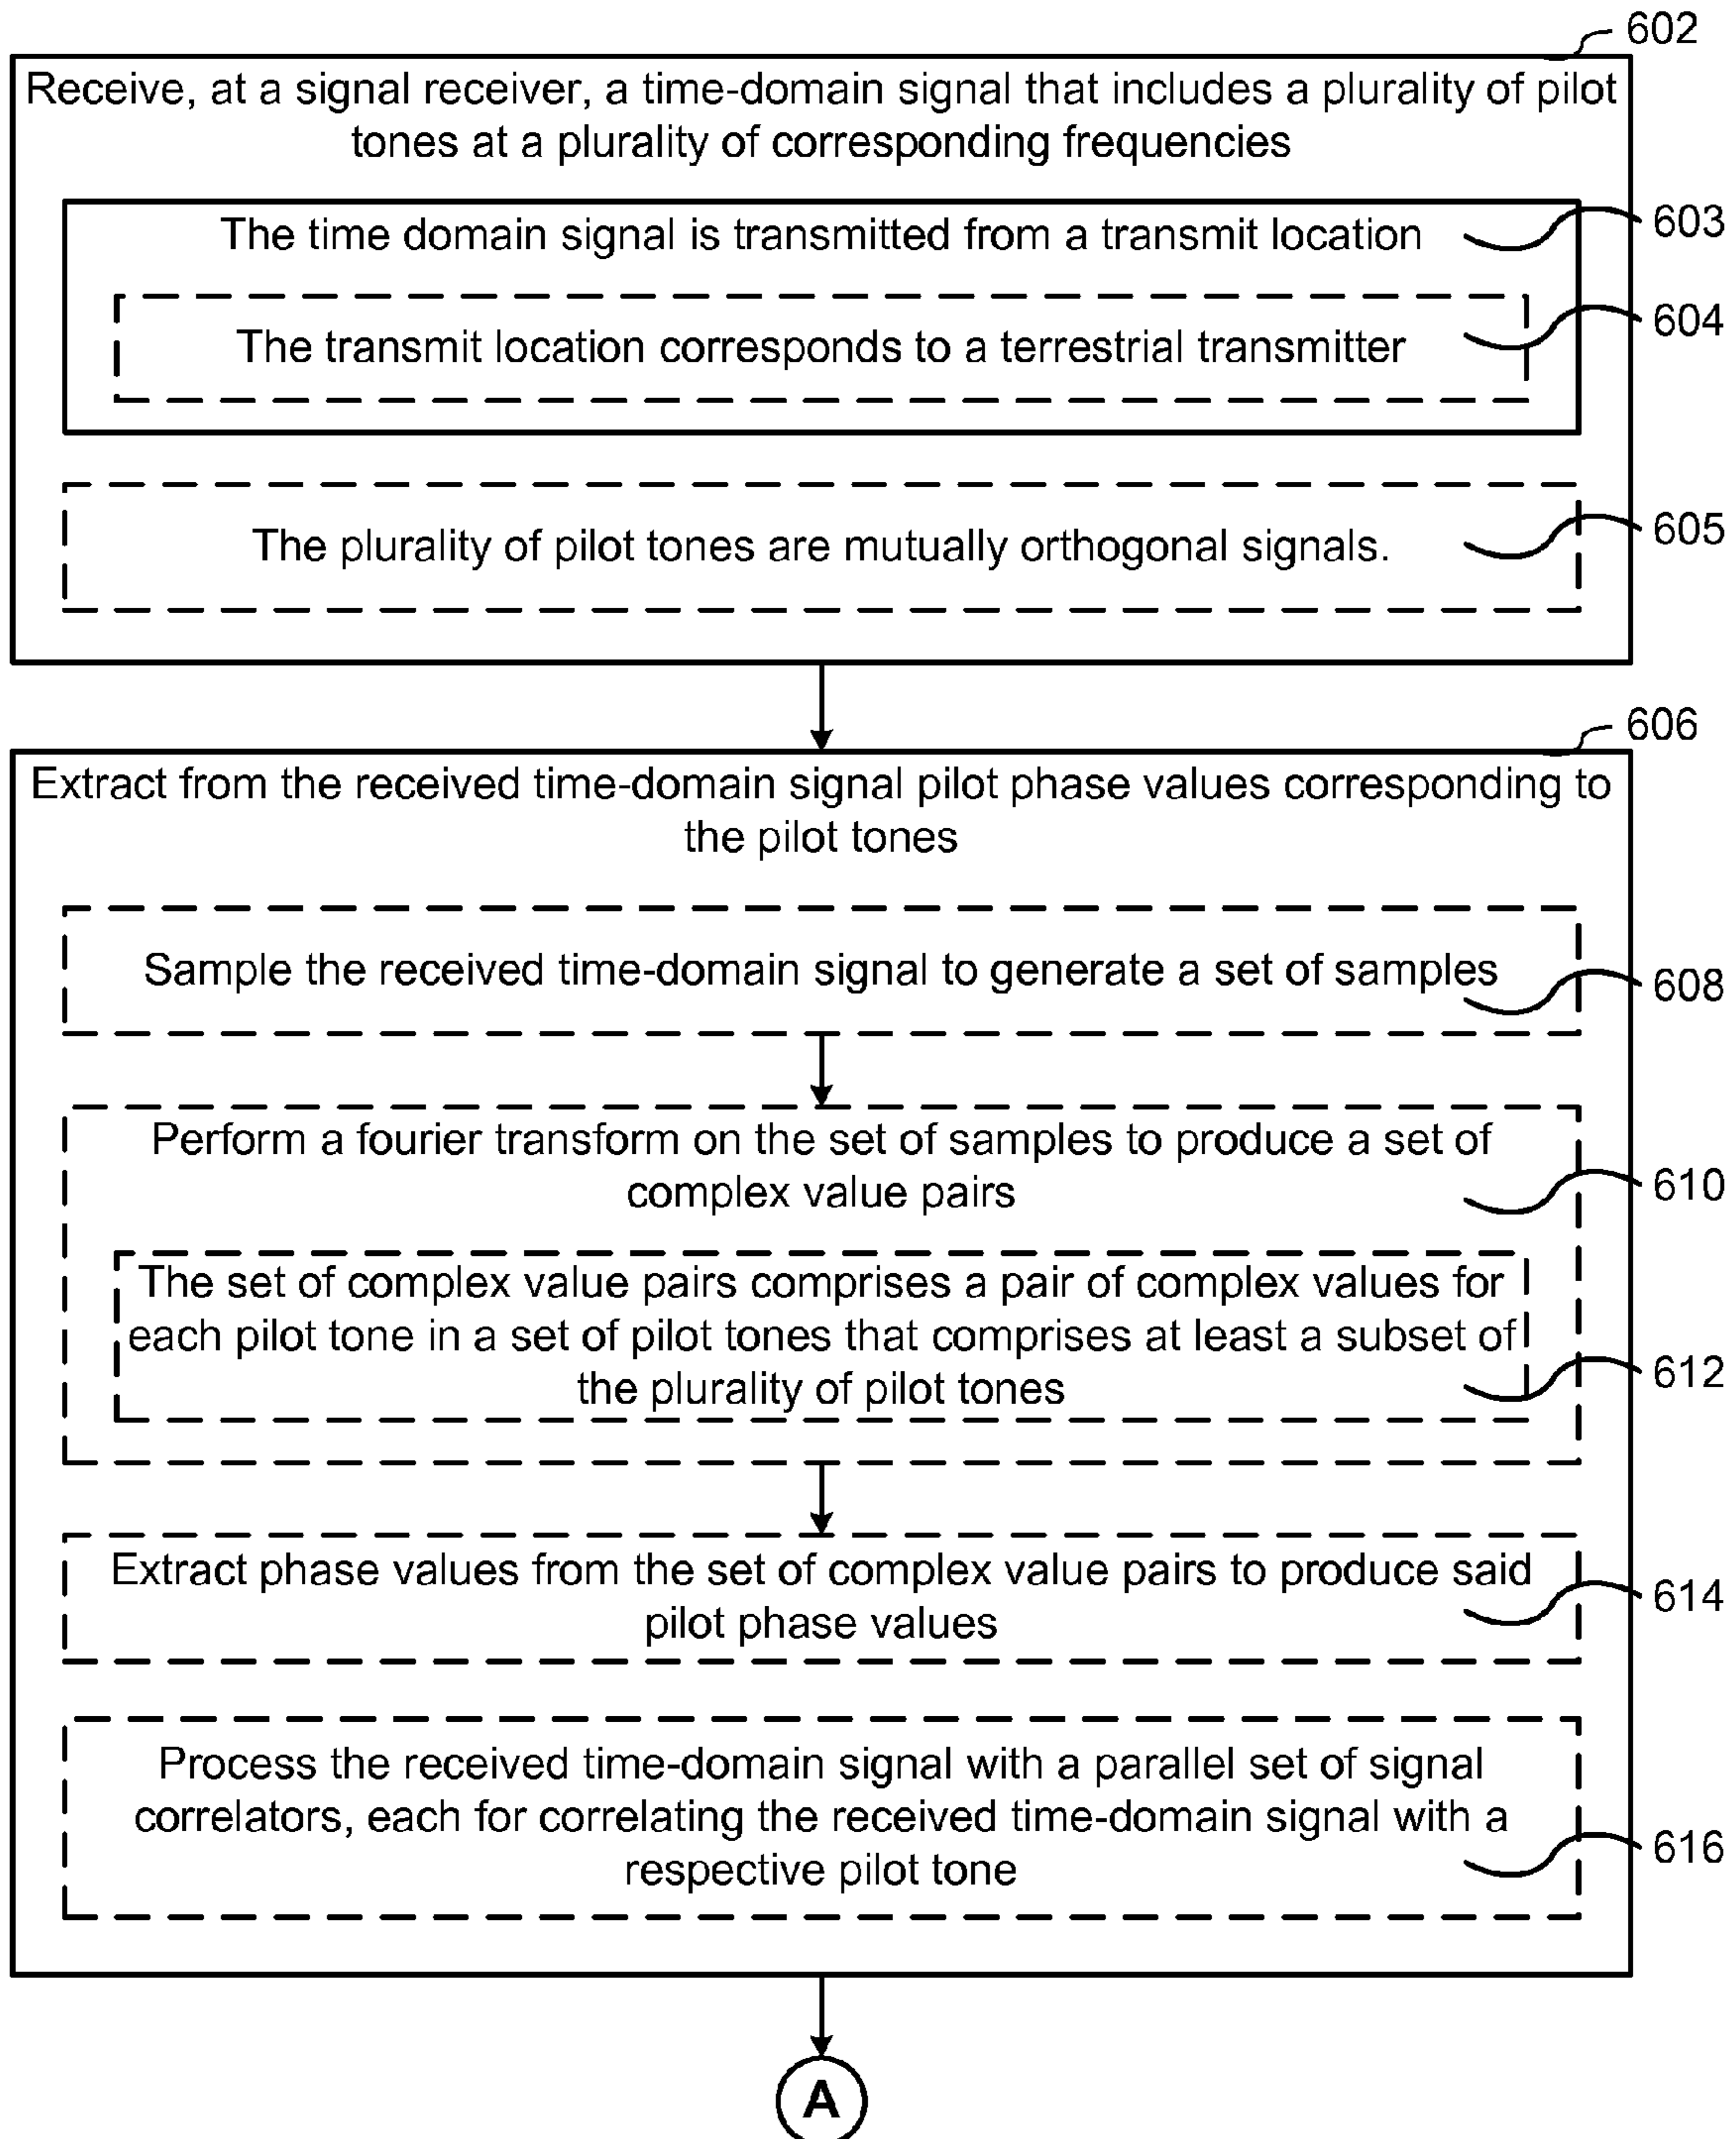 602
Receive, at a signal receiver, a time-domain signal that includes a plurality of pilot
tones at a plurality of corresponding frequencies
The time domain signal is transmitted from a transmit location
603
The transmit location corresponds to a terrestrial transmitter
604
The plurality of pilot tones are mutually orthogonal signals.
605
606
Extract from the received time-domain signal pilot phase values corresponding to
the pilot tones
Sample the received time-domain signal to generate a set of samples
608
Perform a fourier transform on the set of samples to produce a set of
complex value pairs
610
The set of complex value pairs comprises a pair of complex values for
each pilot tone in a set of pilot tones that comprises at least a subset of
the plurality of pilot tones
612
Extract phase values from the set of complex value pairs to produce said
pilot phase values
614
Process the received time-domain signal with a parallel set of signal
correlators, each for correlating the received time-domain signal with a
respective pilot tone
616
A